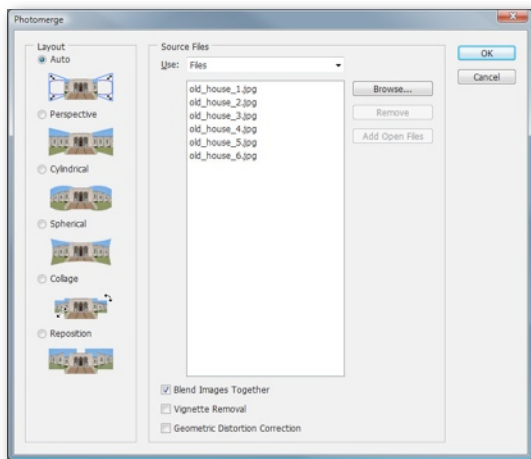 Photomerge
Layout
Auto
Perspective
Cylindrical
Spherical
Collage
Reposition
Source Files
Use: Files
old_house_1.jpg
old_house_2.jpg
old_house_3.jpg
old_house_4.jpg
old_house_5.jpg
old_house_6.jpg
Browse...
Remove
Add Open Files
Blend Images Together
Vignette Removal
Geometric Distortion Correction
OK
Cancel